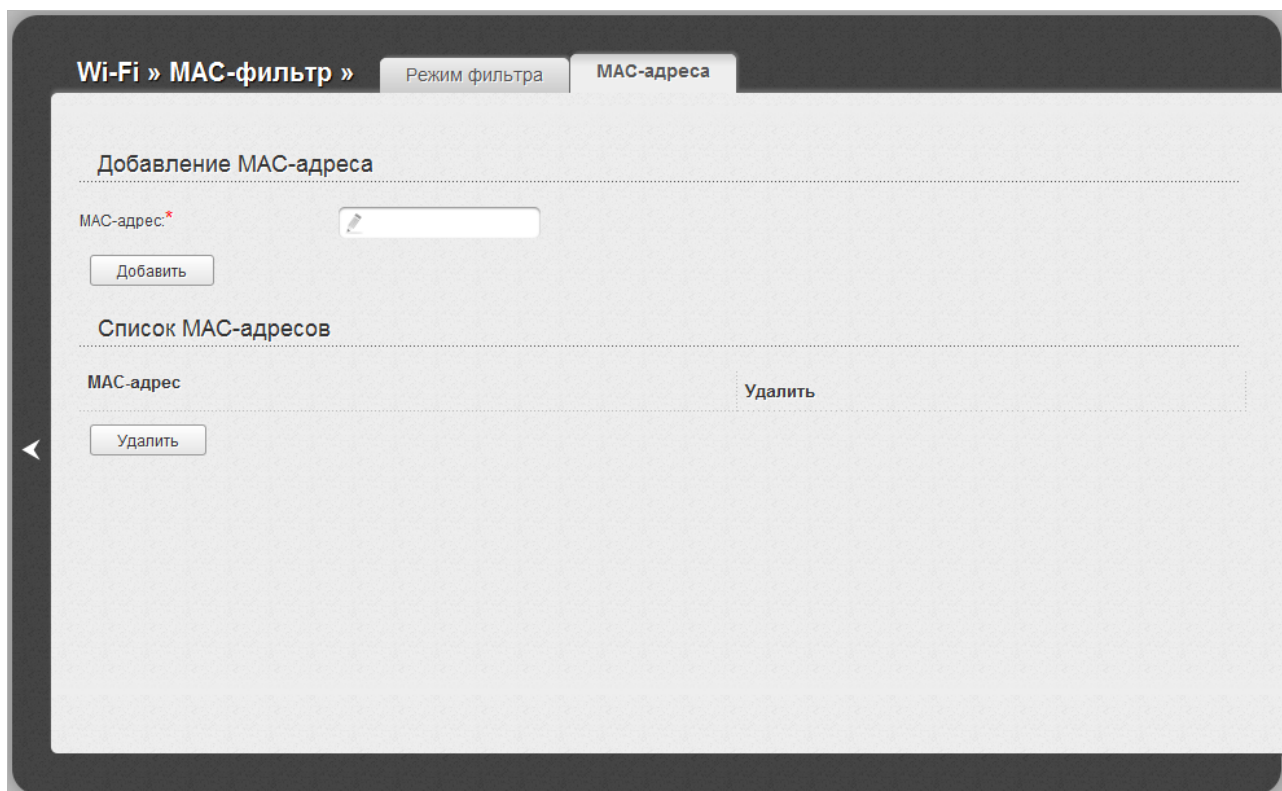 Wi-Fi » MAC-фильтр » Режим фильтра MAC-адреса
Добавление MAC-адреса
MAC-адрес:*
Добавить
Список MAC-адресов
MAC-адрес Удалить
Удалить